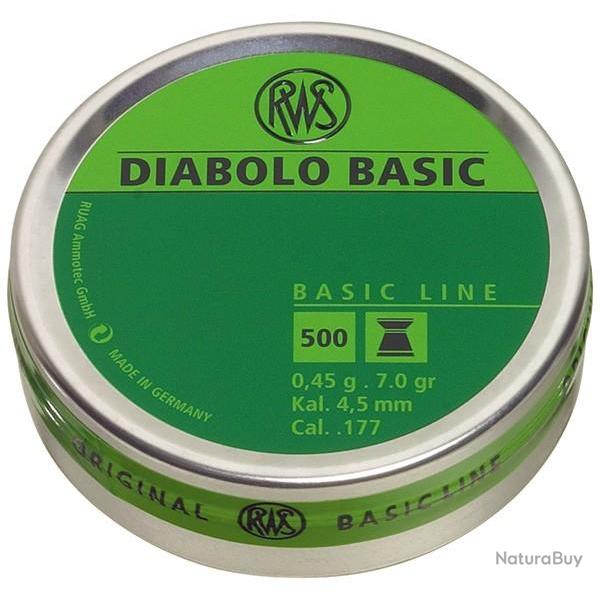 RWS
DIABOLO BASIC
RUAG Ammotec GmbH
MADE IN GERMANY
BASIC LINE
500
0,45 g . 7.0 gr
Kal. 4,5 mm
Cal. .177
ORIGINAL RWS BASIC LINE
NaturaBuy